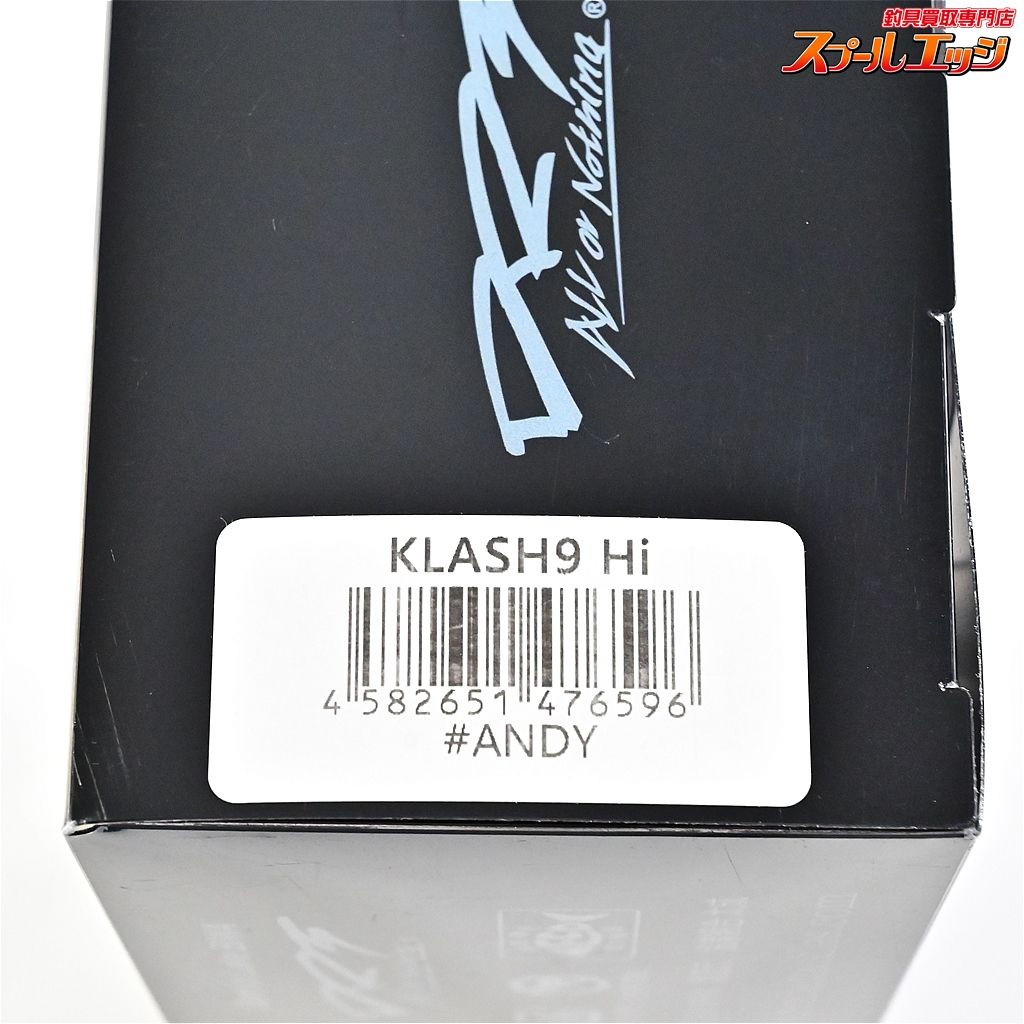 釣具買取専門店
スプールエッジ
DRT®
All or Nothing
KLASH9 Hi
4 582651 476596
#ANDY